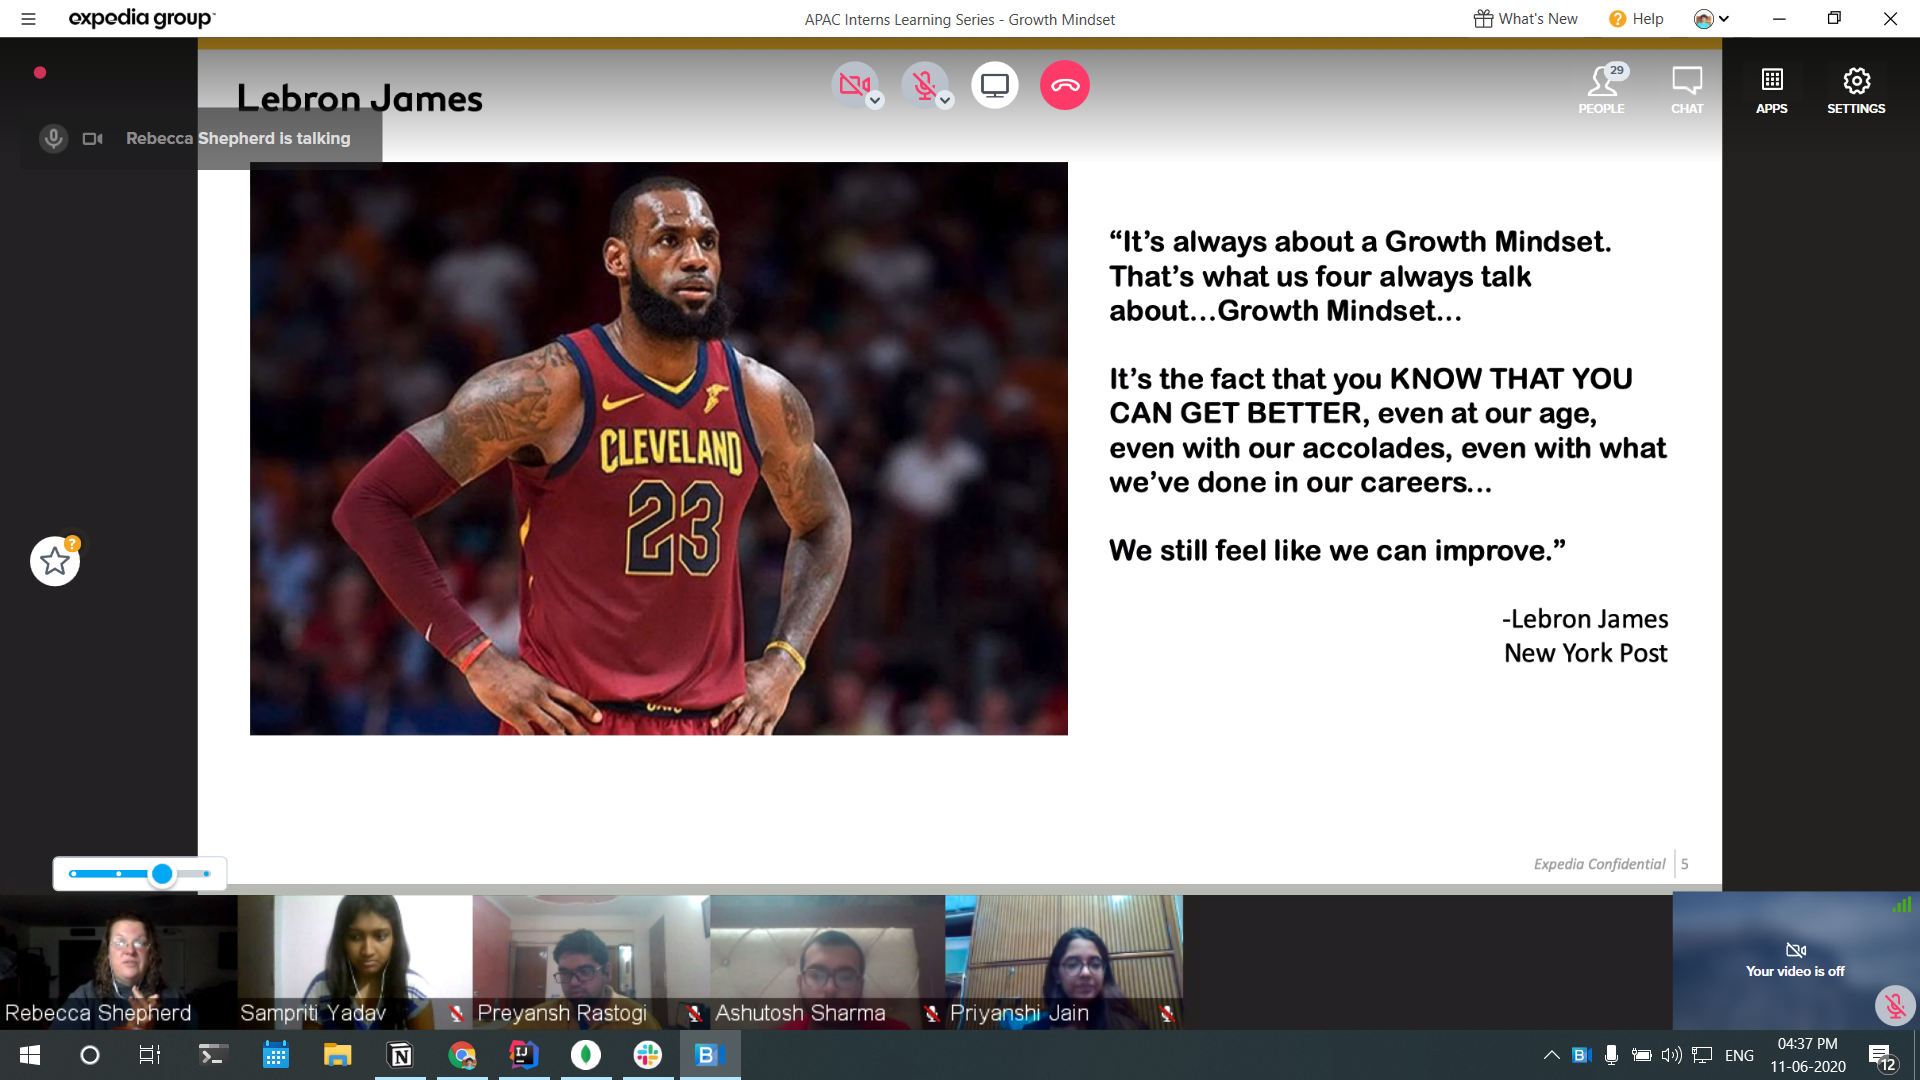 expedia group
APAC Interns Learning Series - Growth Mindset
What's New
? Help
Lebron James
29
PEOPLE
CHAT
APPS
SETTINGS
Rebecca Shepherd is talking
CLEVELAND
23
“It’s always about a Growth Mindset.
That’s what us four always talk
about…Growth Mindset…
It’s the fact that you KNOW THAT YOU
CAN GET BETTER, even at our age,
even with our accolades, even with what
we’ve done in our careers…
We still feel like we can improve.”
-Lebron James
New York Post
?
Expedia Confidential 5
Your video is off
Rebecca Shepherd
Sampriti Yadav
Preyansh Rastogi
Ashutosh Sharma
Priyanshi Jain
ENG
04:37 PM
11-06-2020
12